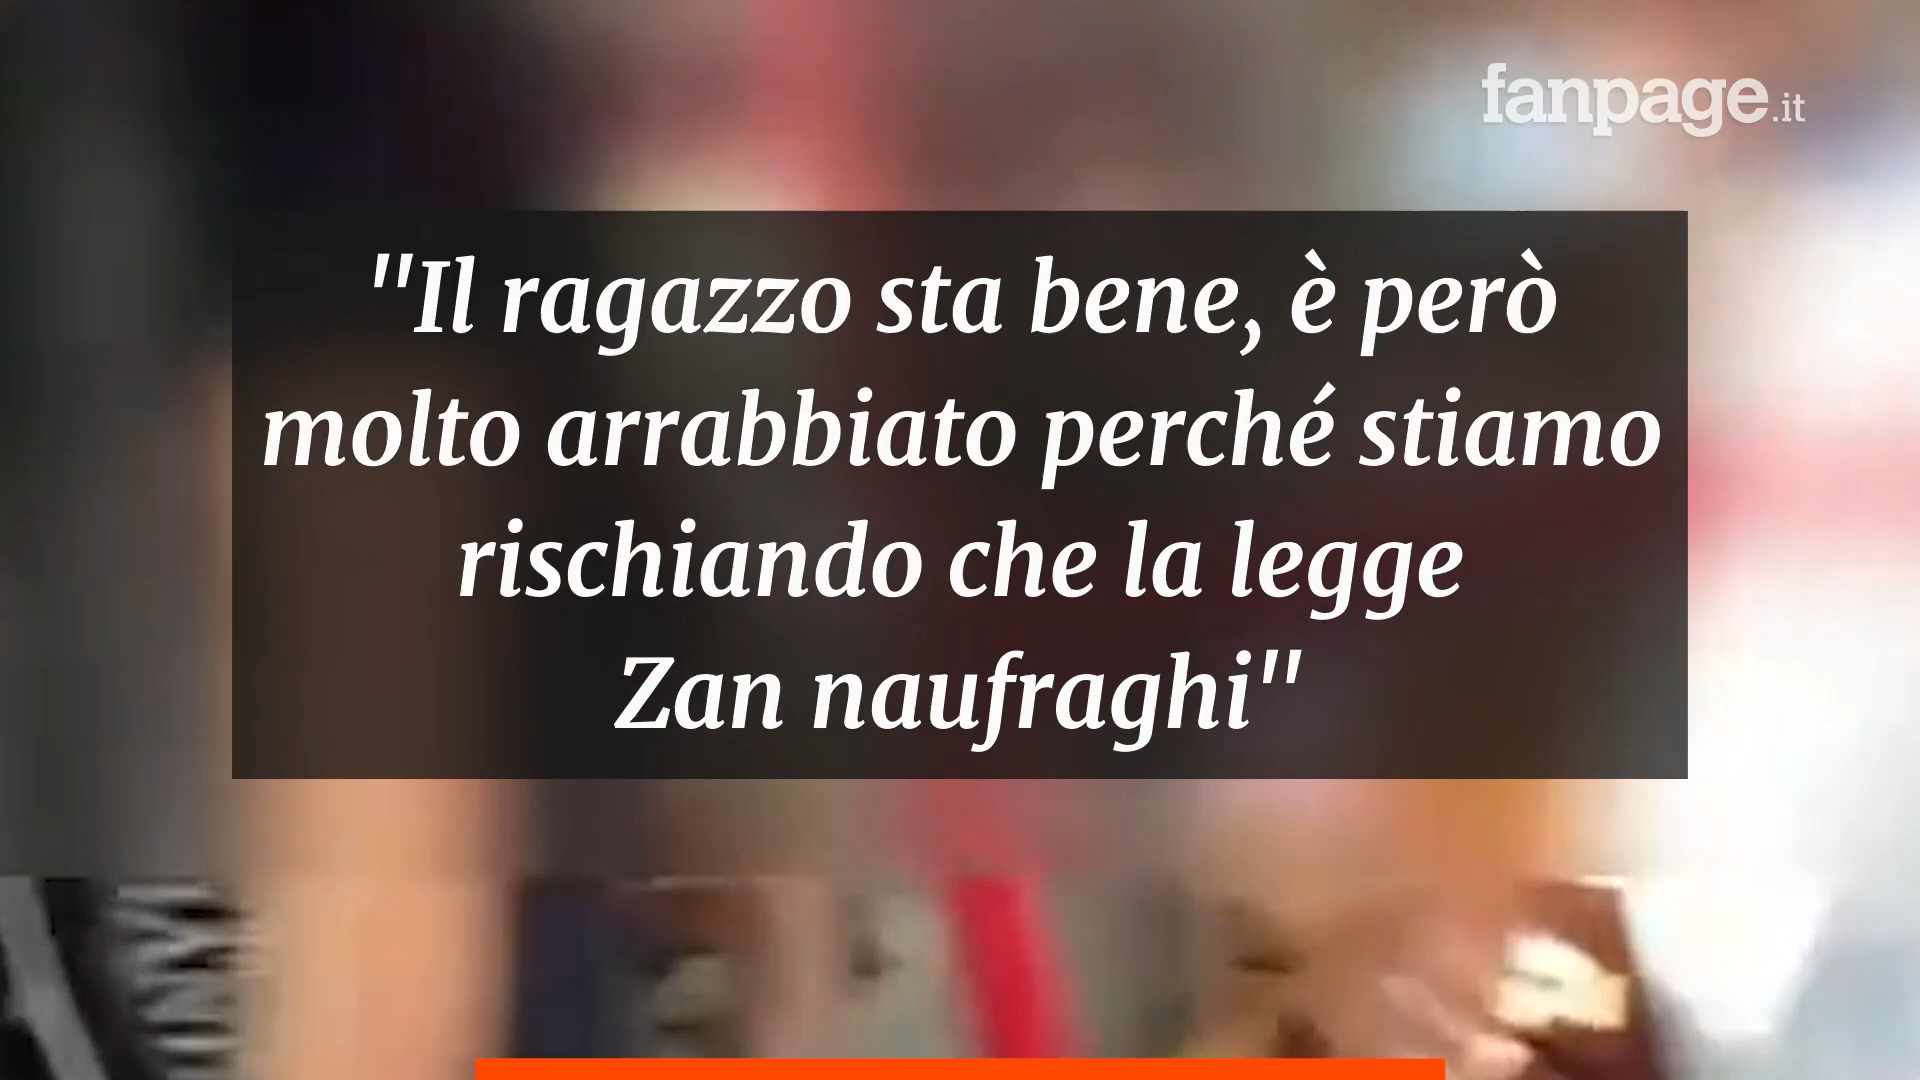 fanpage.it
"Il ragazzo sta bene, è però
molto arrabbiato perché stiamo
rischiando che la legge
Zan naufraghi"